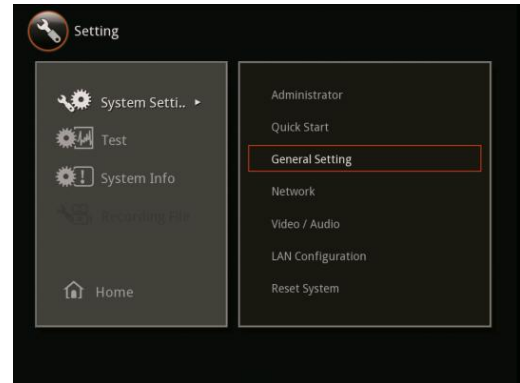 Setting
System Setti..
Test
System Info
Recording File
Home
Administrator
Quick Start
General Setting
Network
Video / Audio
LAN Configuration
Reset System